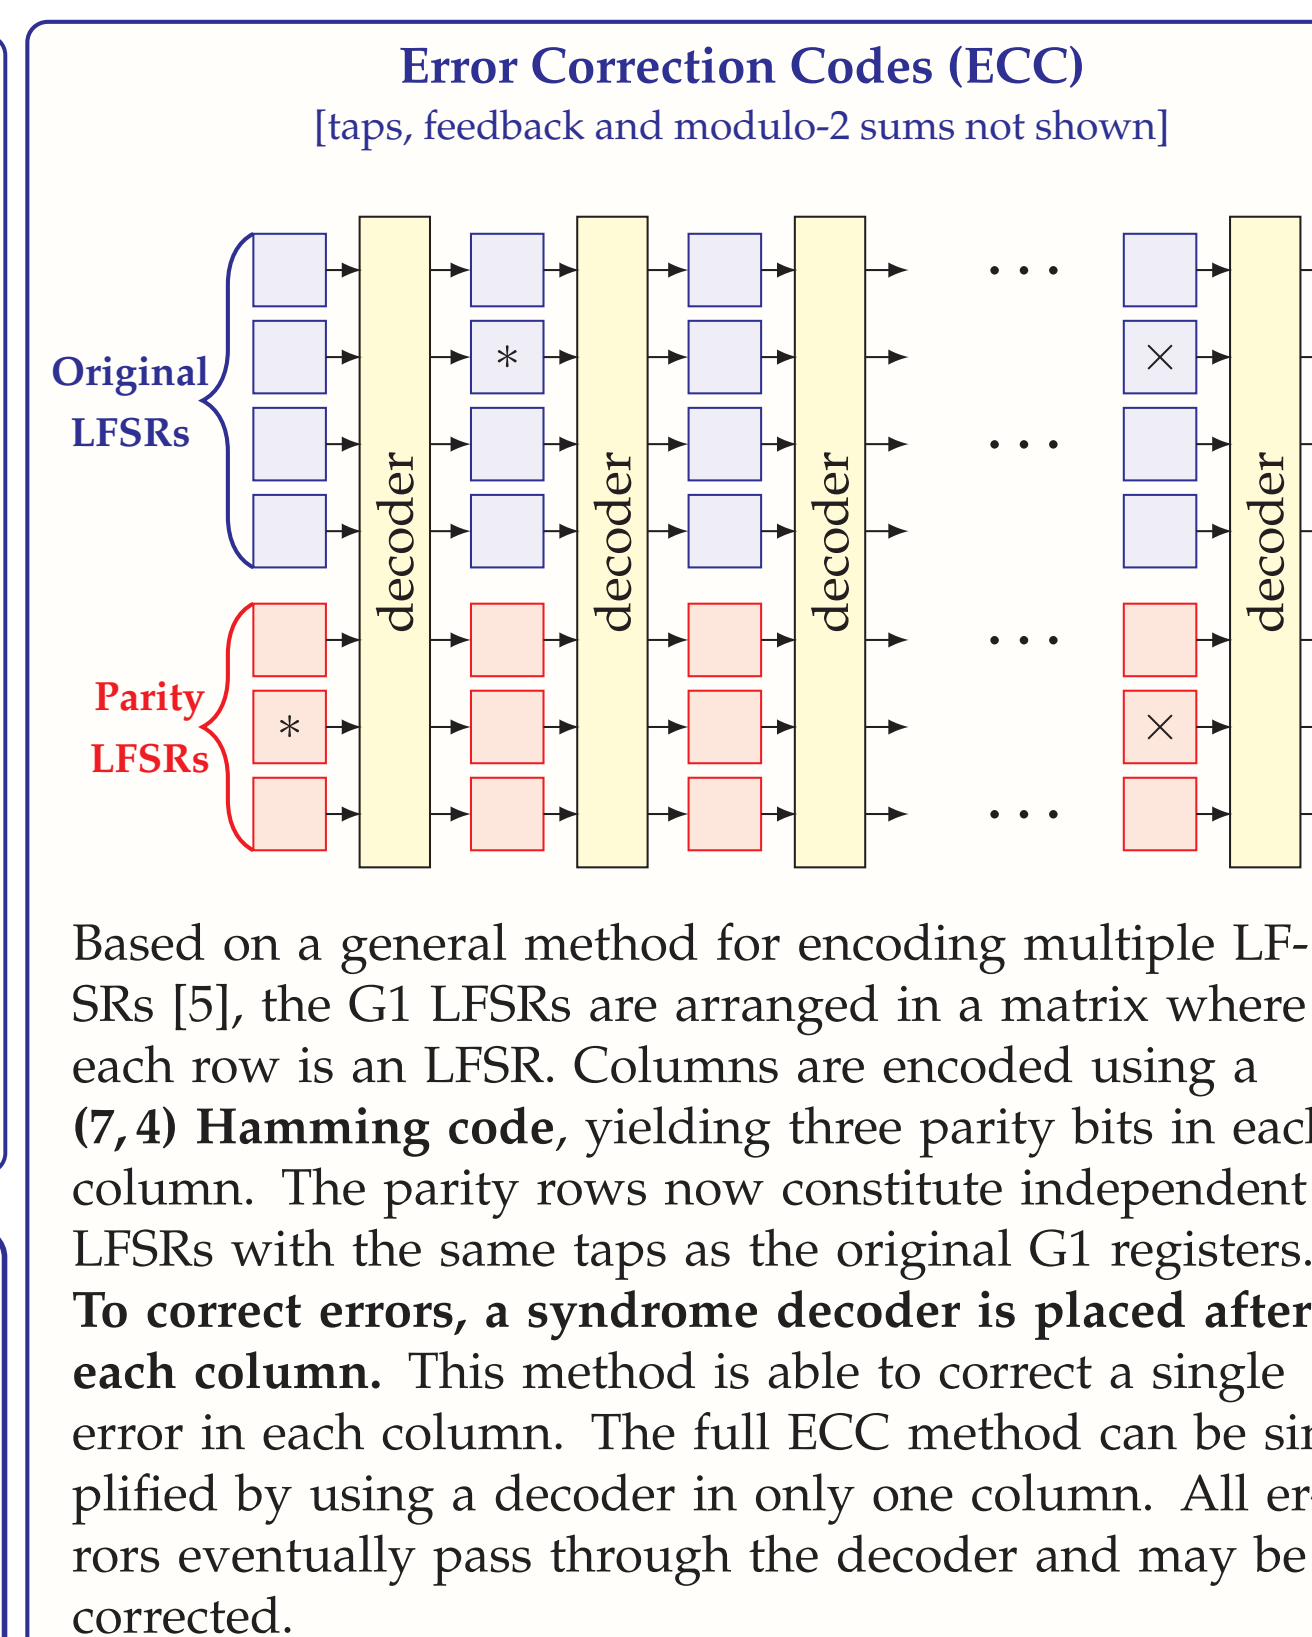 Error Correction Codes (ECC)
[taps, feedback and modulo-2 sums not shown]
Original
LFSRs
Parity
LFSRs
decoder
decoder
decoder
decoder
*
×
*
×
Based on a general method for encoding multiple LF-
SRs [5], the G1 LFSRs are arranged in a matrix where
each row is an LFSR. Columns are encoded using a
(7, 4) Hamming code, yielding three parity bits in each
column. The parity rows now constitute independent
LFSRs with the same taps as the original G1 registers.
To correct errors, a syndrome decoder is placed after
each column. This method is able to correct a single
error in each column. The full ECC method can be sim
plified by using a decoder in only one column. All er-
rors eventually pass through the decoder and may be
corrected.